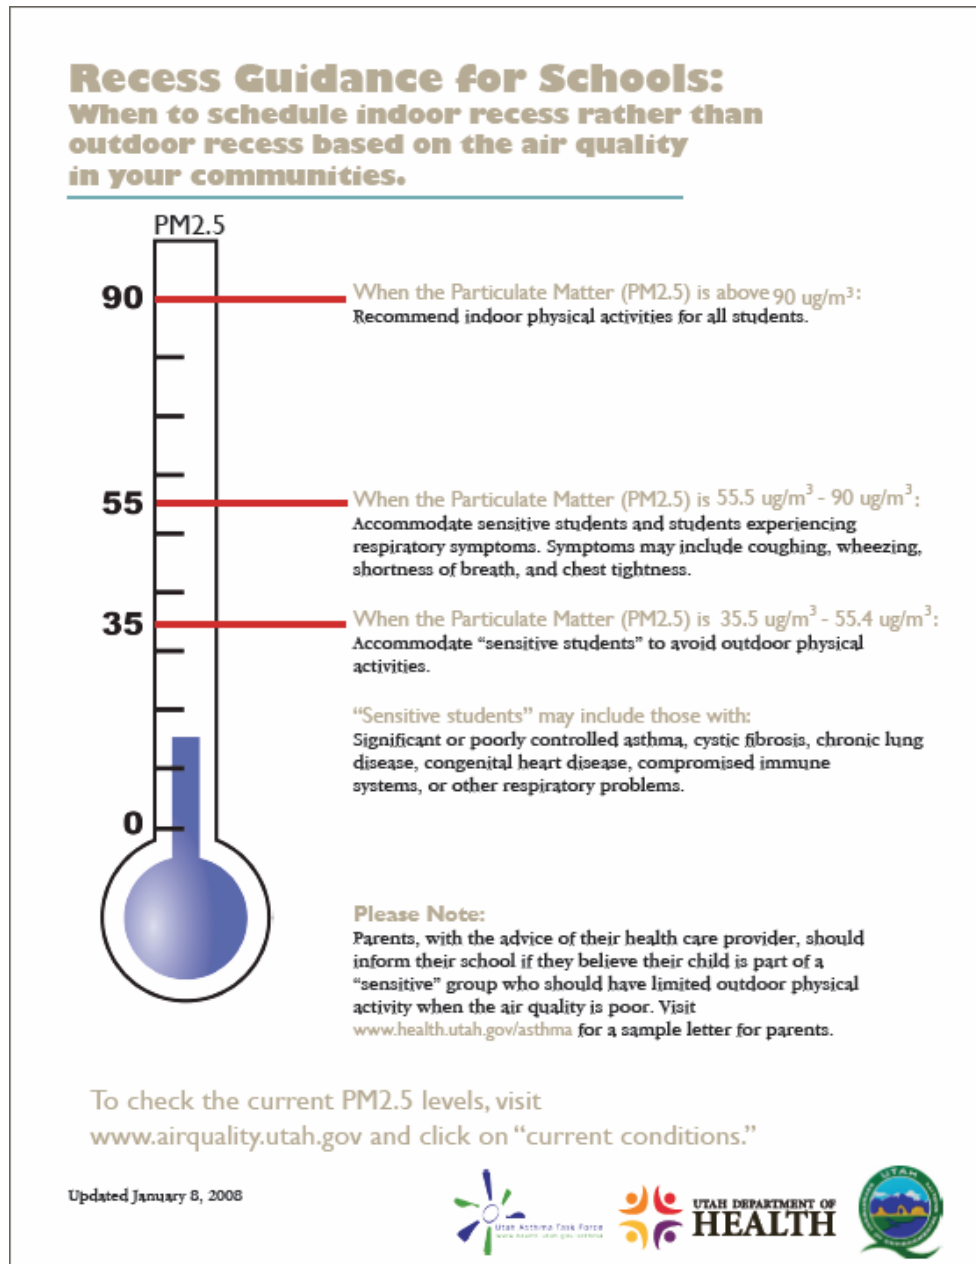 Recess Guidance for Schools:
When to schedule indoor recess rather than
outdoor recess based on the air quality
in your communities.
PM2.5
90
When the Particulate Matter (PM2.5) is above 90 ug/m³:
Recommend indoor physical activities for all students.
55
When the Particulate Matter (PM2.5) is 55.5 ug/m³ - 90 ug/m³:
Accommodate sensitive students and students experiencing
respiratory symptoms. Symptoms may include coughing, wheezing,
shortness of breath, and chest tightness.
35
When the Particulate Matter (PM2.5) is 35.5 ug/m³ - 55.4 ug/m³:
Accommodate “sensitive students” to avoid outdoor physical
activities.
“Sensitive students” may include those with:
Significant or poorly controlled asthma, cystic fibrosis, chronic lung
disease, congenital heart disease, compromised immune
systems, or other respiratory problems.
0
Please Note:
Parents, with the advice of their health care provider, should
inform their school if they believe their child is part of a
“sensitive” group who should have limited outdoor physical
activity when the air quality is poor. Visit
www.health.utah.gov/asthma for a sample letter for parents.
To check the current PM2.5 levels, visit
www.airquality.utah.gov and click on “current conditions.”
Updated January 8, 2008
Utah Asthma Task Force
www.health.utah.gov/asthma
UTAH DEPARTMENT OF
HEALTH
UTAH